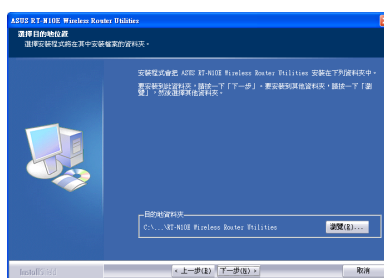 ASUS RT-N10E Wireless Router Utilities
選擇目的地位置
選擇安裝程式將在其中安裝檔案的資料夾。
安裝程式會把 ASUS RT-N10E Wireless Router Utilities 安裝在下列資料夾中。
要安裝到此資料夾，請按一下「下一步」。要安裝到其他資料夾，請按一下「瀏
覽」，然後選擇其他資料夾。
目的地資料夾
C:\...\RT-N10E Wireless Router Utilities
瀏覽(R)...
InstallShield
< 上一步(B)
下一步(N) >
取消